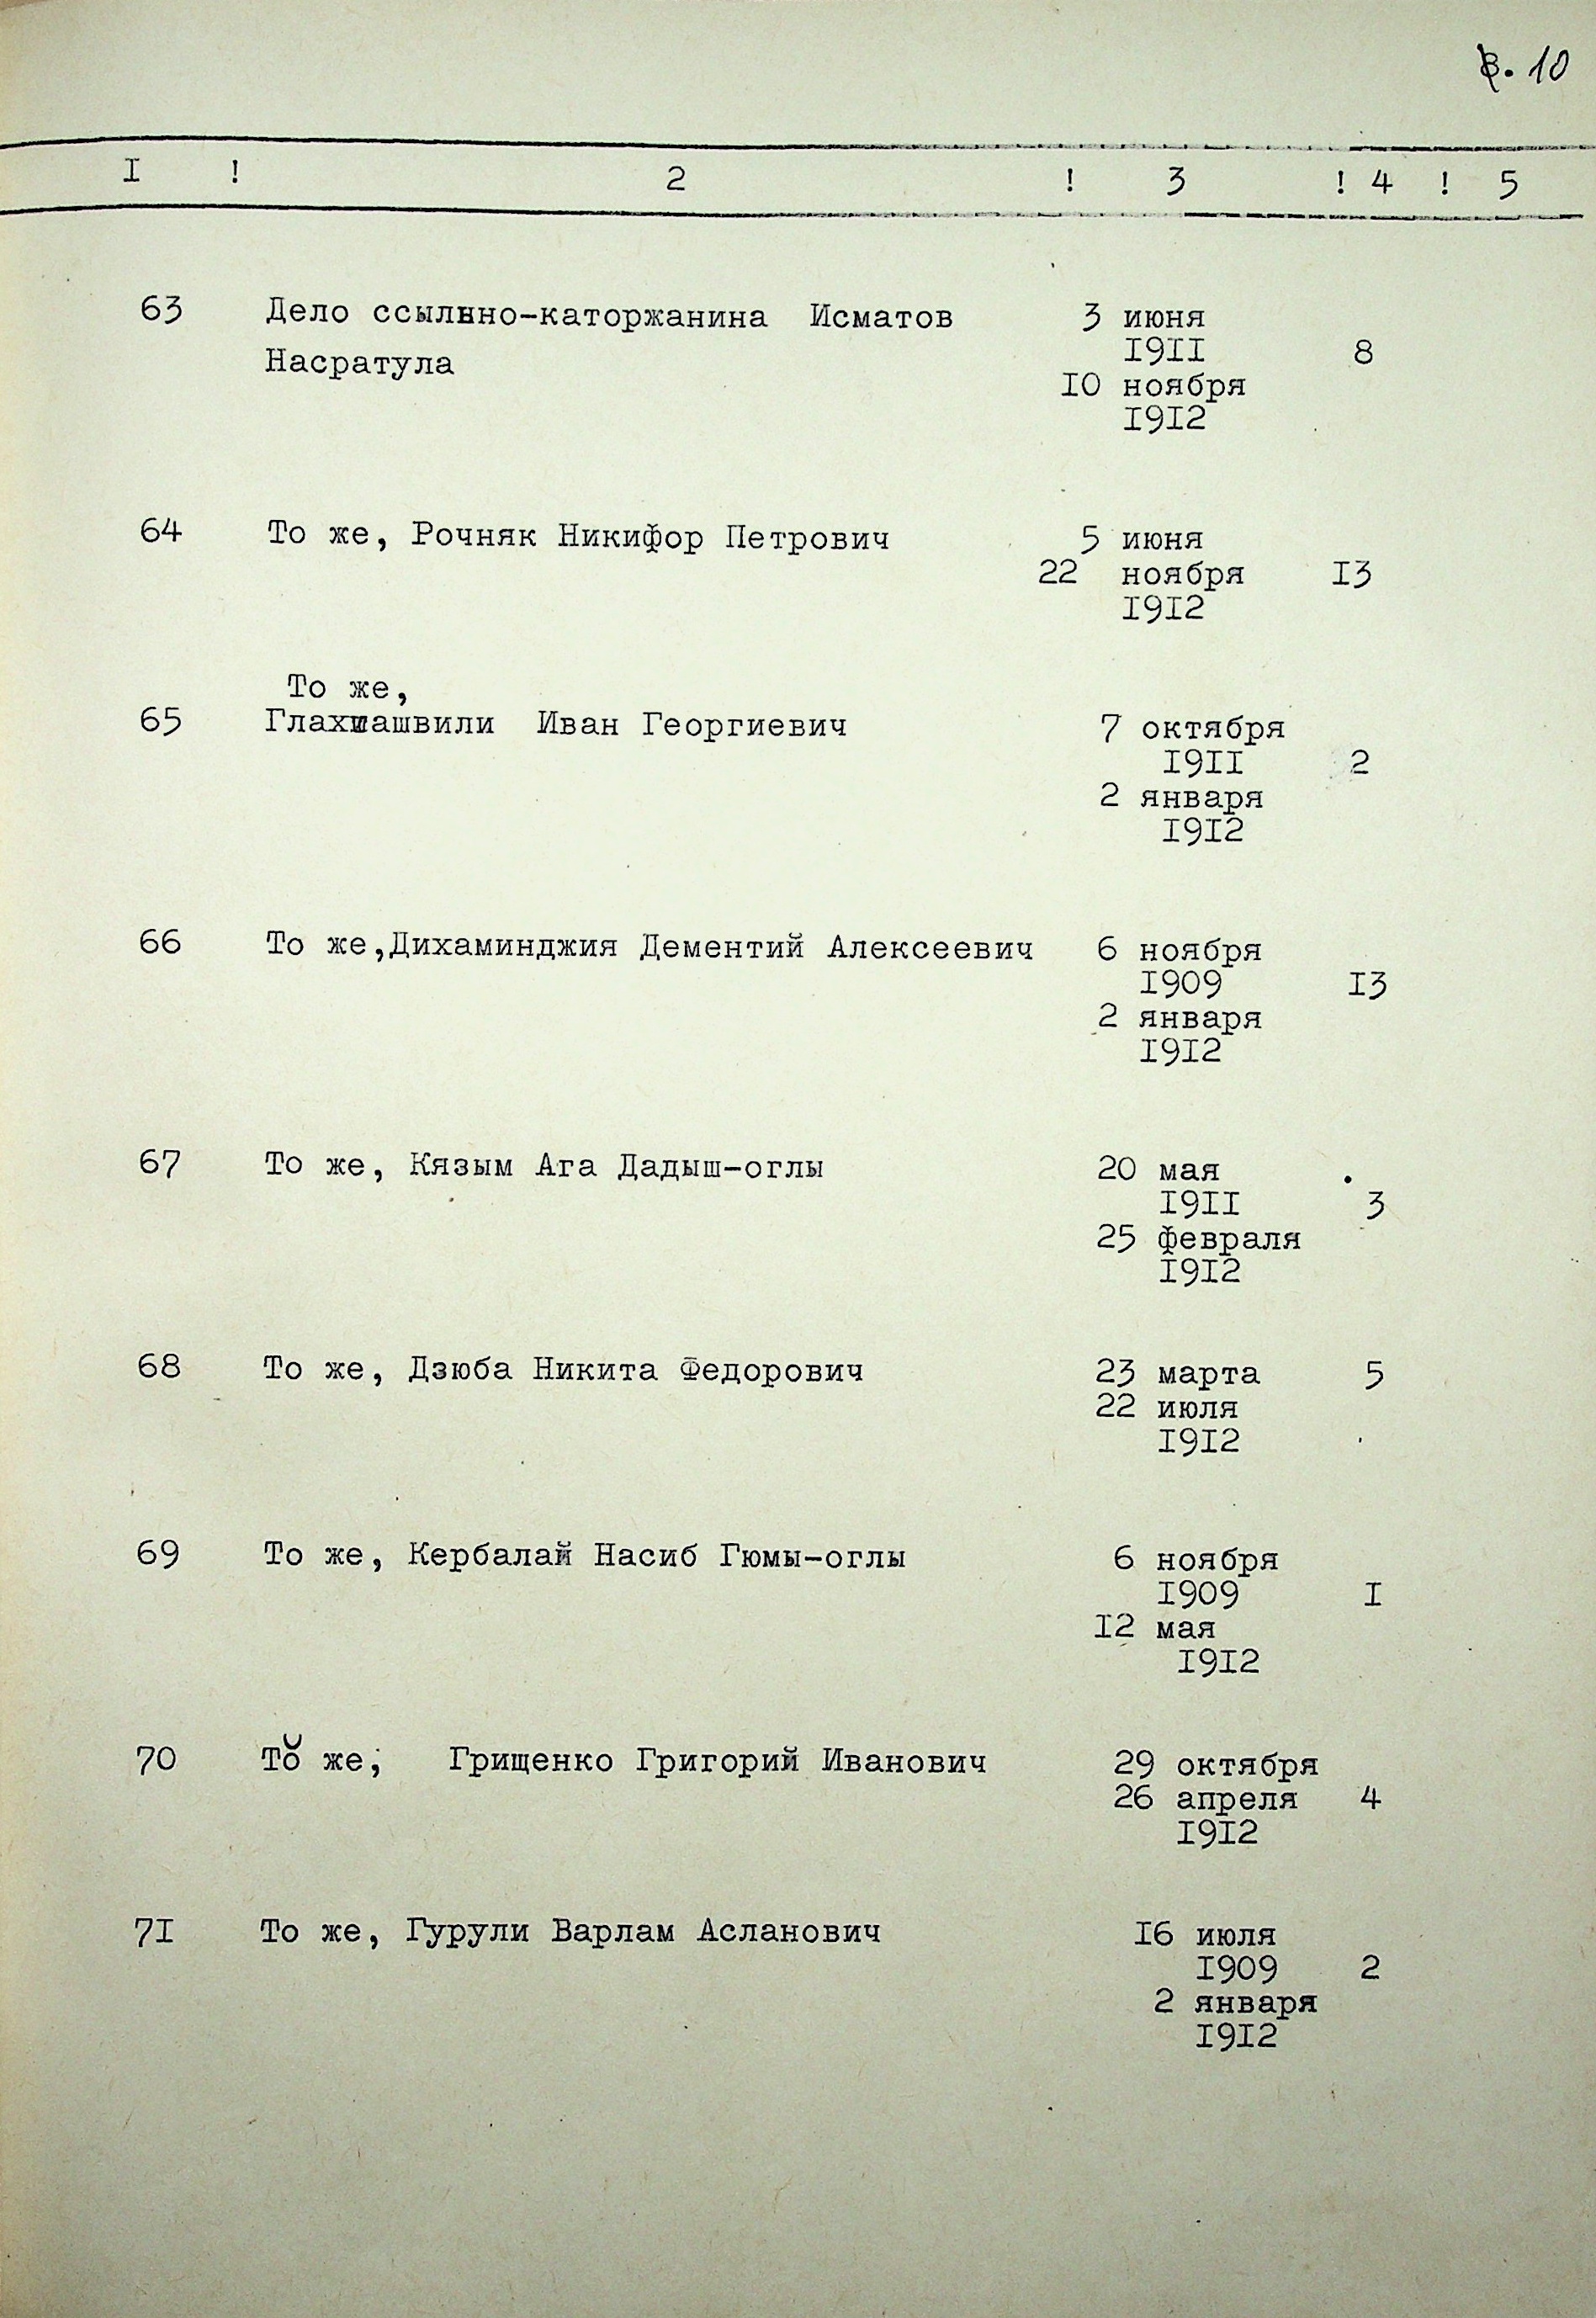 8. 10
I ! 2 ! 3 ! 4 ! 5
63 Дело ссыльно-каторжанина Исматов 3 июня
Насратула I9II 8
I0 ноября
I9I2
64 То же, Рочняк Никифор Петрович 5 июня
22 ноября I3
I9I2
То же,
65 Глахиашвили Иван Георгиевич 7 октября
I9II 2
2 января
I9I2
66 То же,Дихаминджия Дементий Алексеевич 6 ноября
I909 I3
2 января
I9I2
67 То же, Кязым Ага Дадыш-оглы 20 мая
I9II 3
25 февраля
I9I2
68 То же, Дзюба Никита Федорович 23 марта 5
22 июля
I9I2
69 То же, Кербалай Насиб Гюмы-оглы 6 ноября
I909 I
I2 мая
I9I2
70 То же, Грищенко Григорий Иванович 29 октября
26 апреля 4
I9I2
7I То же, Гурули Варлам Асланович I6 июля
I909 2
2 января
I9I2